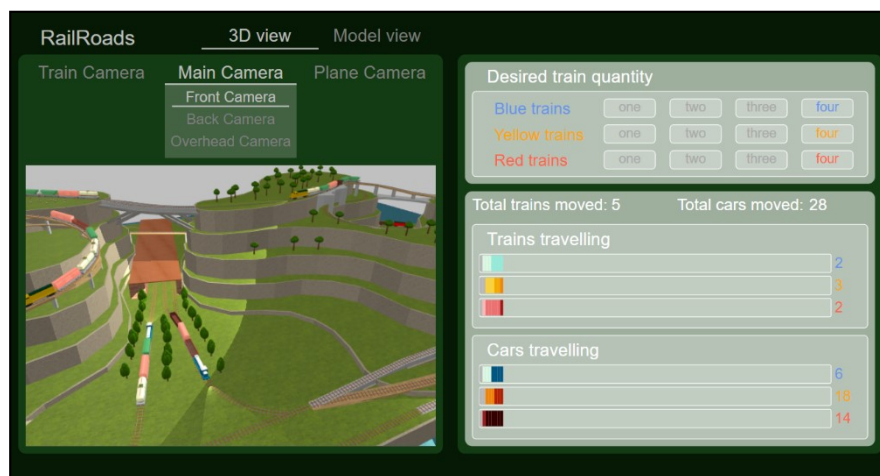 RailRoads 3D view Model view
Train Camera Main Camera Plane Camera
Front Camera
Back Camera
Overhead Camera
Desired train quantity
Blue trains one two three four
Yellow trains one two three four
Red trains one two three four
Total trains moved: 5 Total cars moved: 28
Trains travelling
2
3
2
Cars travelling
6
18
14